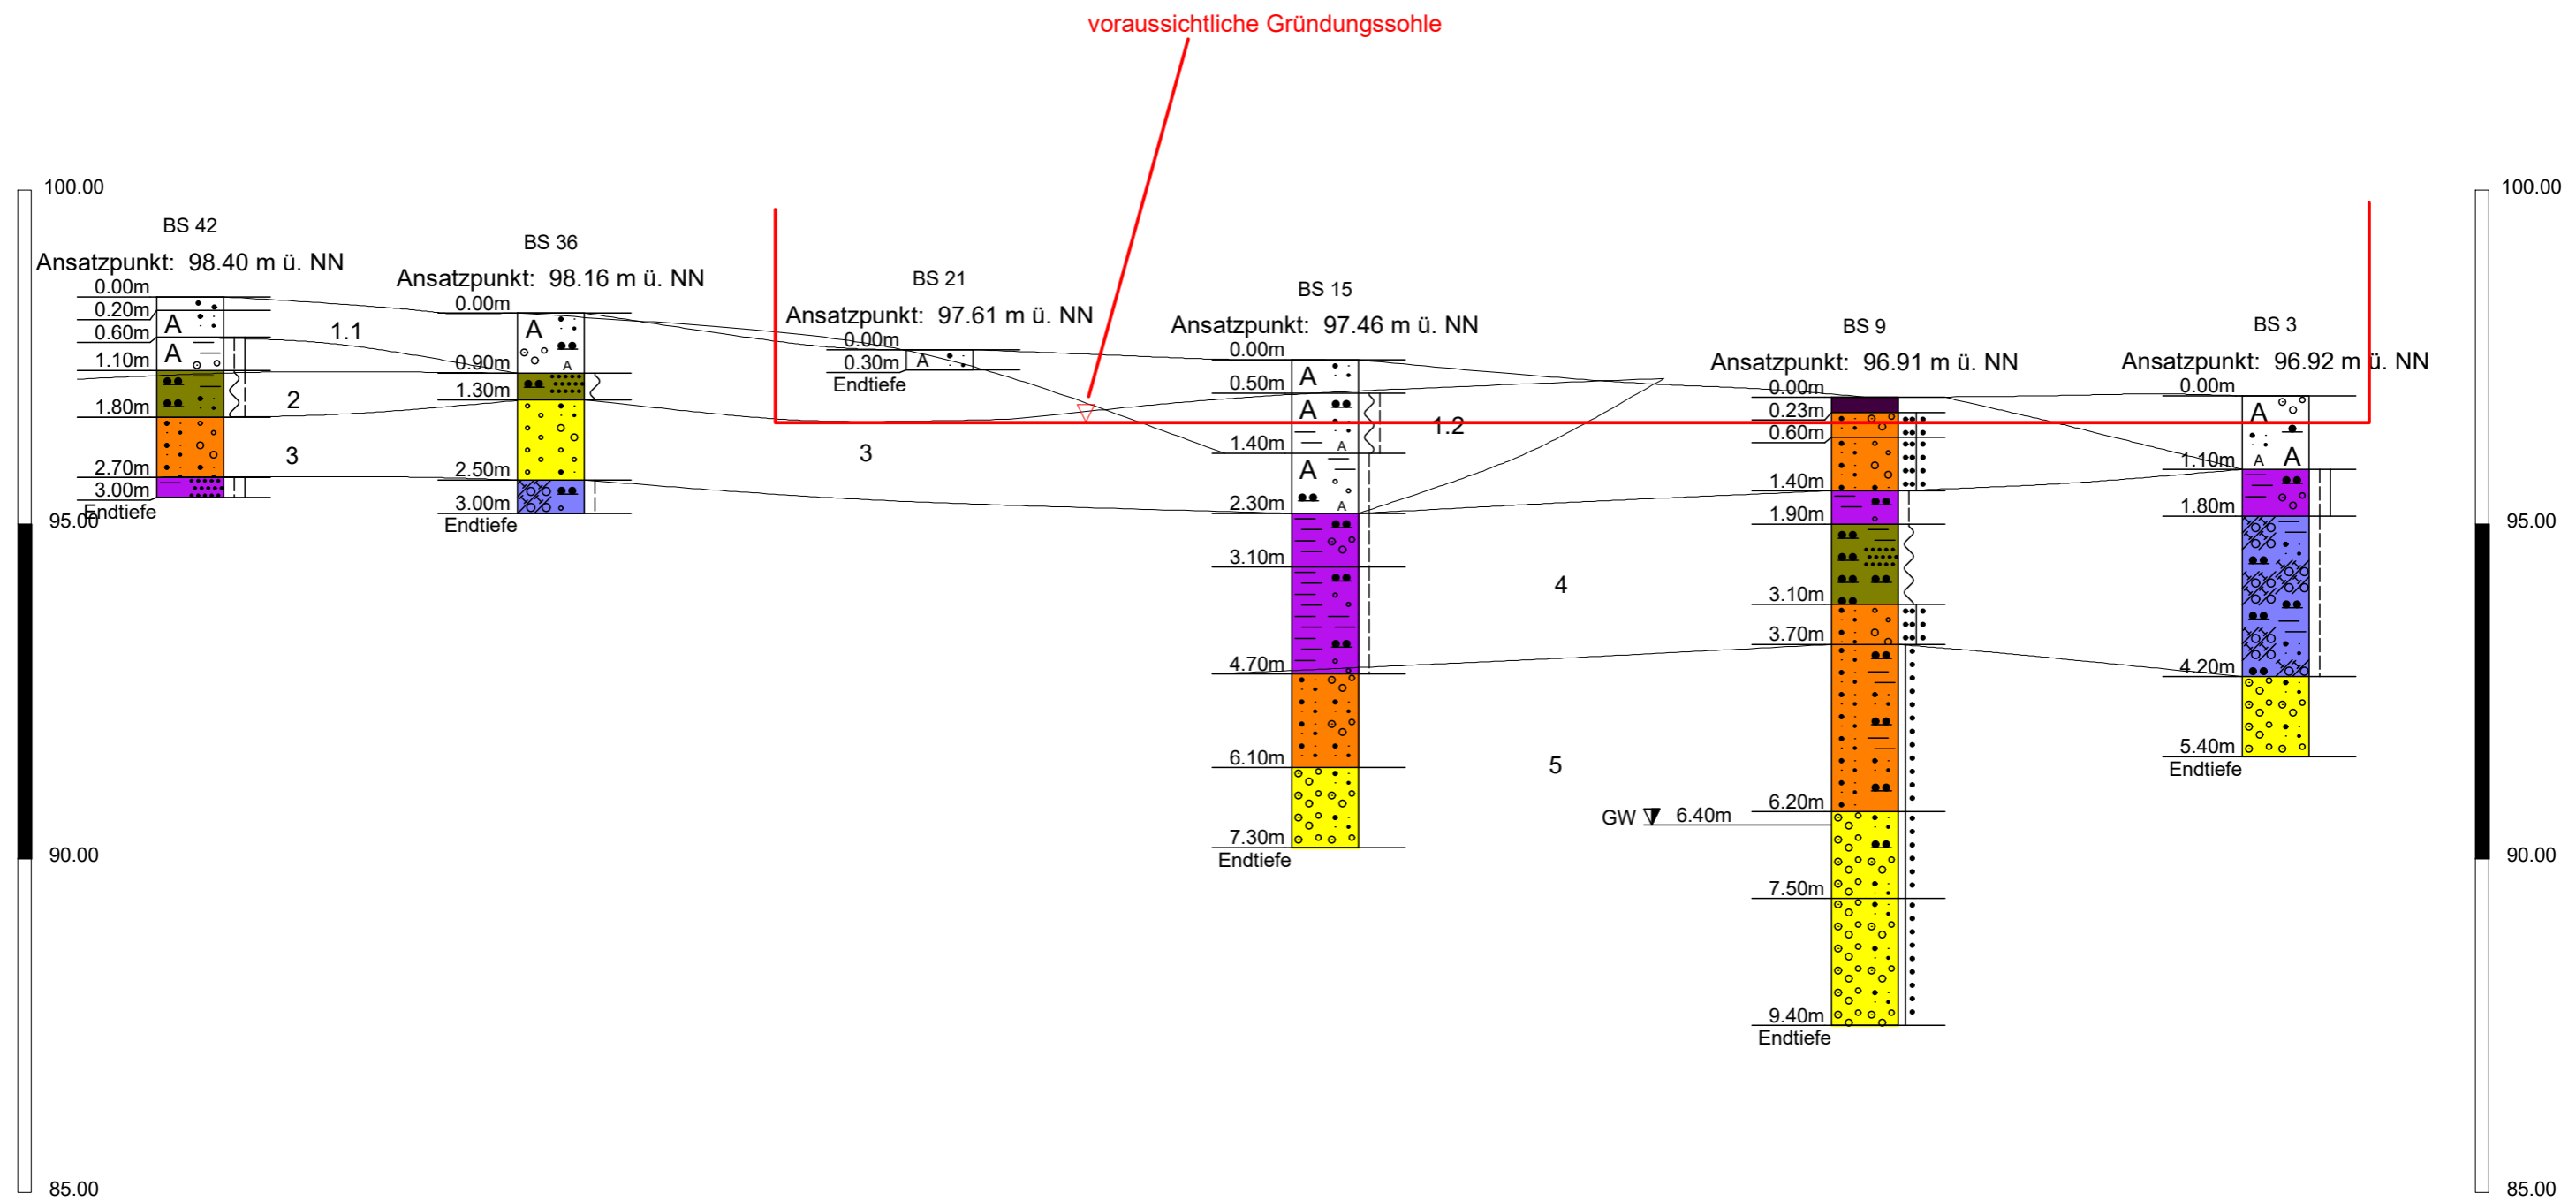 voraussichtliche Gründungssohle
100.00
100.00
BS 42
Ansatzpunkt: 98.40 m ü. NN
0.00m
0.20m
0.60m
1.10m
1.80m
2.70m
3.00m
Endtiefe
A
A
1.1
2
3
BS 36
Ansatzpunkt: 98.16 m ü. NN
0.00m
0.90m
1.30m
2.50m
3.00m
Endtiefe
A
A
BS 21
Ansatzpunkt: 97.61 m ü. NN
0.00m
0.30m
Endtiefe
A
3
BS 15
Ansatzpunkt: 97.46 m ü. NN
0.00m
0.50m
1.40m
2.30m
3.10m
4.70m
6.10m
7.30m
Endtiefe
A
A
A
A
A
1.2
4
5
BS 9
Ansatzpunkt: 96.91 m ü. NN
0.00m
0.23m
0.60m
1.40m
1.90m
3.10m
3.70m
6.20m
GW 6.40m
7.50m
9.40m
Endtiefe
BS 3
Ansatzpunkt: 96.92 m ü. NN
0.00m
1.10m
1.80m
4.20m
5.40m
Endtiefe
A
A A
95.00
95.00
90.00
90.00
85.00
85.00